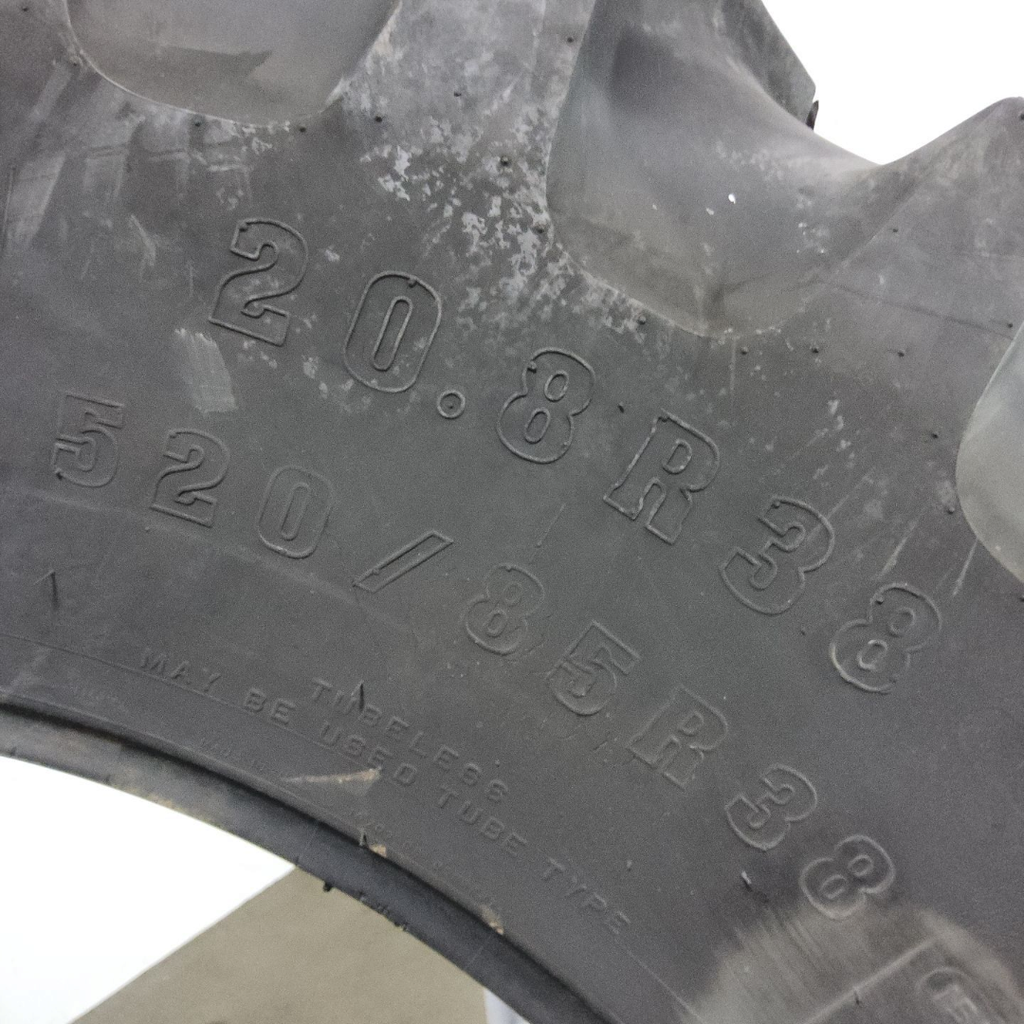 20.8R38
520/85R38
TUBELESS
MAY BE USED TUBE TYPE